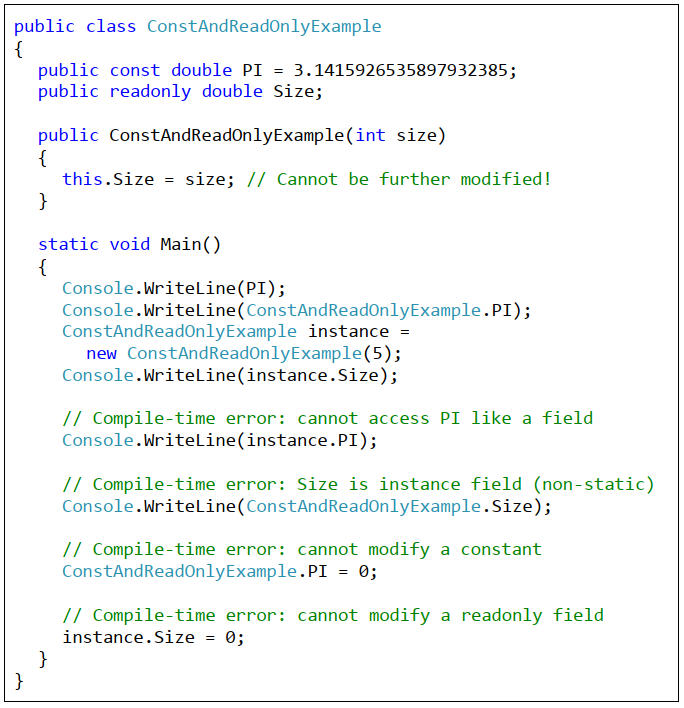 public class ConstAndReadOnlyExample
{
public const double PI = 3.1415926535897932385;
public readonly double Size;
public ConstAndReadOnlyExample(int size)
{
this.Size = size; // Cannot be further modified!
}
static void Main()
{
Console.WriteLine(PI);
Console.WriteLine(ConstAndReadOnlyExample.PI);
ConstAndReadOnlyExample instance =
new ConstAndReadOnlyExample(5);
Console.WriteLine(instance.Size);
// Compile-time error: cannot access PI like a field
Console.WriteLine(instance.PI);
// Compile-time error: Size is instance field (non-static)
Console.WriteLine(ConstAndReadOnlyExample.Size);
// Compile-time error: cannot modify a constant
ConstAndReadOnlyExample.PI = 0;
// Compile-time error: cannot modify a readonly field
instance.Size = 0;
}
}